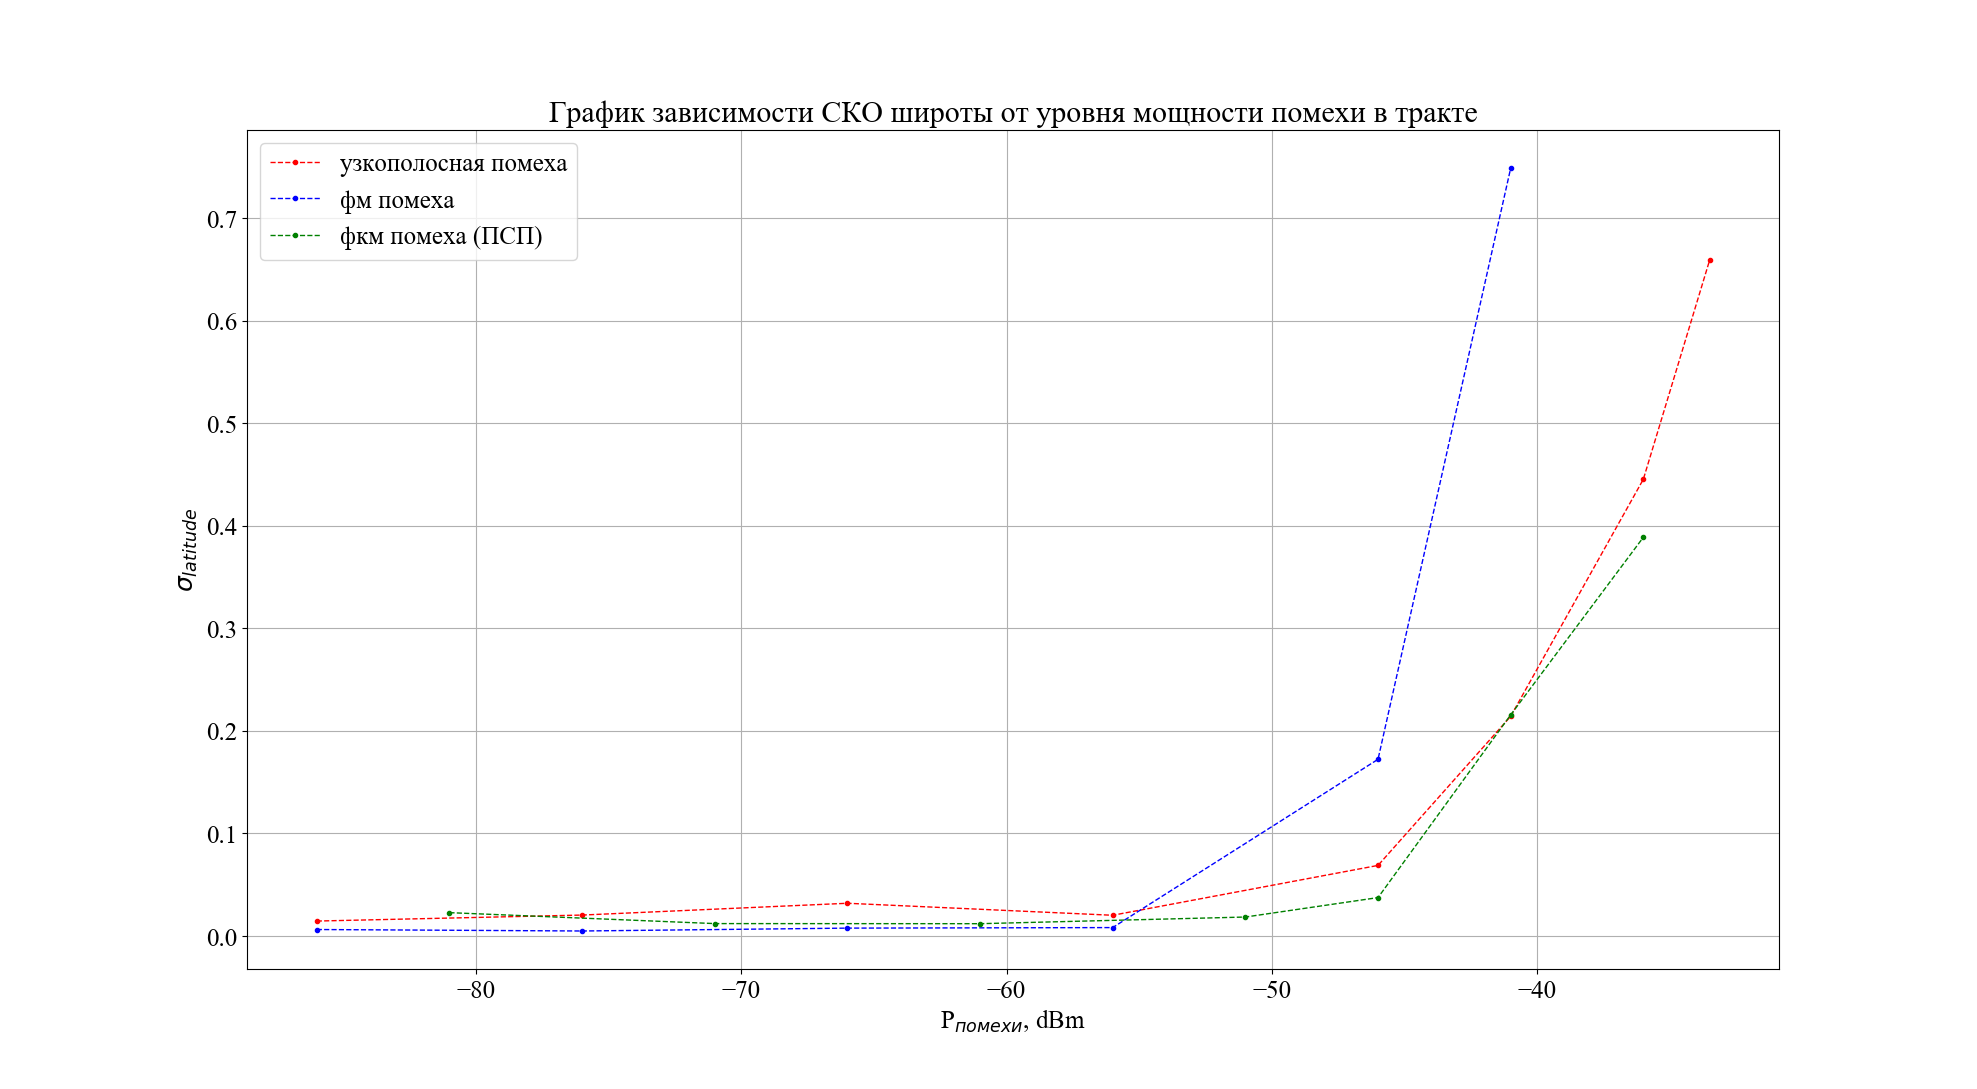 График зависимости СКО широты от уровня мощности помехи в тракте
узкополосная помеха
фм помеха
фкм помеха (ПСП)
0.7
0.6
0.5
0.4
0.3
0.2
0.1
0.0
σlatitude
−80 −70 −60 −50 −40
Pпомехи, dBm